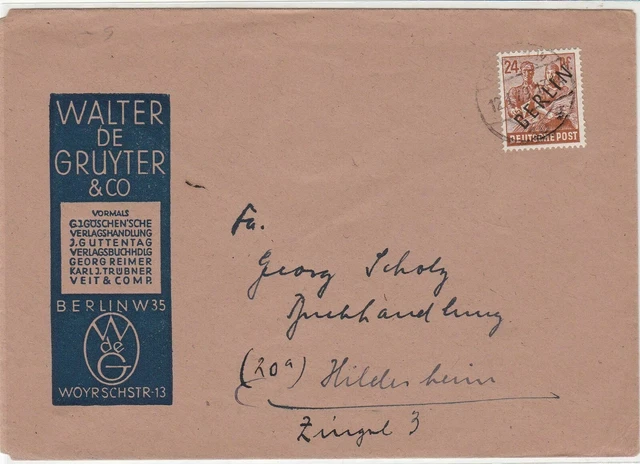 WALTER
DE
GRUYTER
& CO
VORMALS
G.J.GÖSCHEN'SCHE
VERLAGSHANDLUNG
J.GUTTENTAG
VERLAGSBUCHHDLG
GEORG REIMER
KARL J. TRÜBNER
VEIT & COMP.
BERLIN W35
W
de
G
WOYRSCHSTR·13
24
BERLIN
DEUTSCHE POST
Fa.
Georg Scholz
Buchhandlung
(20a) Hildesheim
Zingel 3